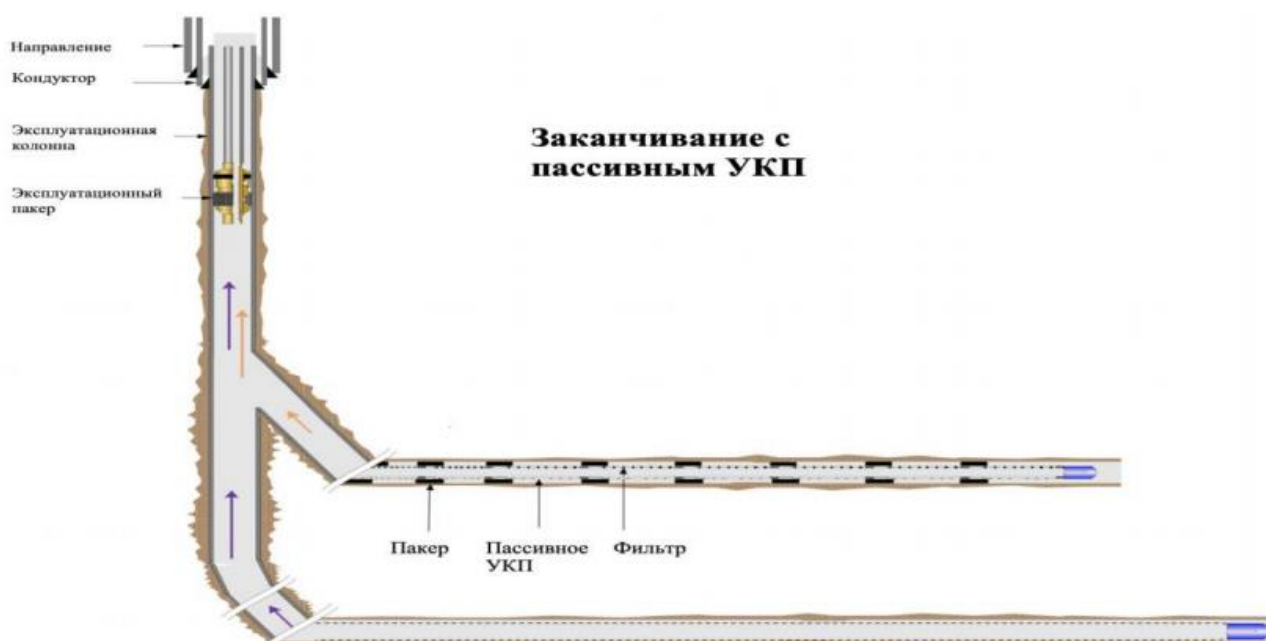 Направление
Кондуктор
Эксплуатационная
колонна
Эксплуатационный
пакер
Заканчивание с
пассивным УКП
Пакер
Пассивное
УКП
Фильтр